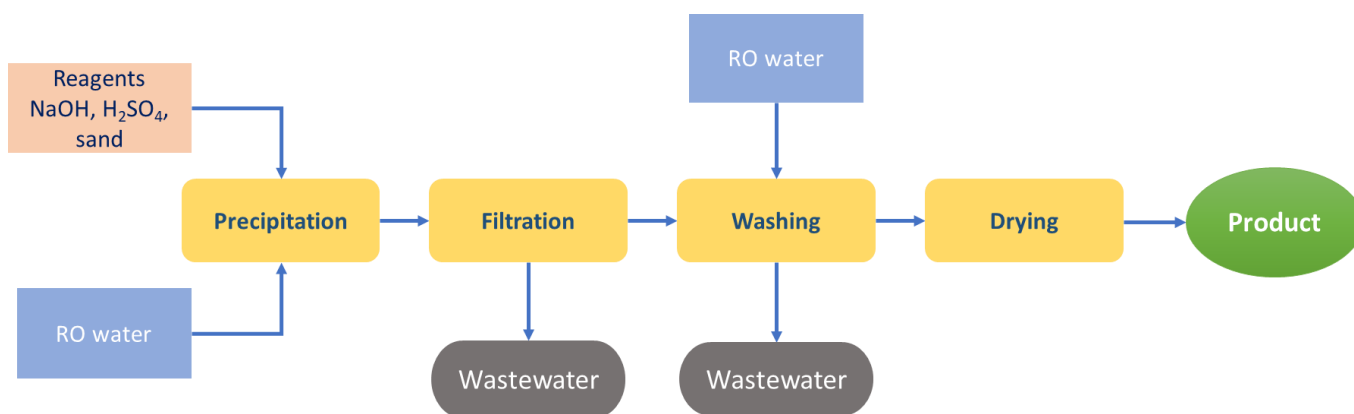 RO water
Reagents
NaOH, H₂SO₄,
sand
Precipitation
Filtration
Washing
Drying
Product
RO water
Wastewater
Wastewater